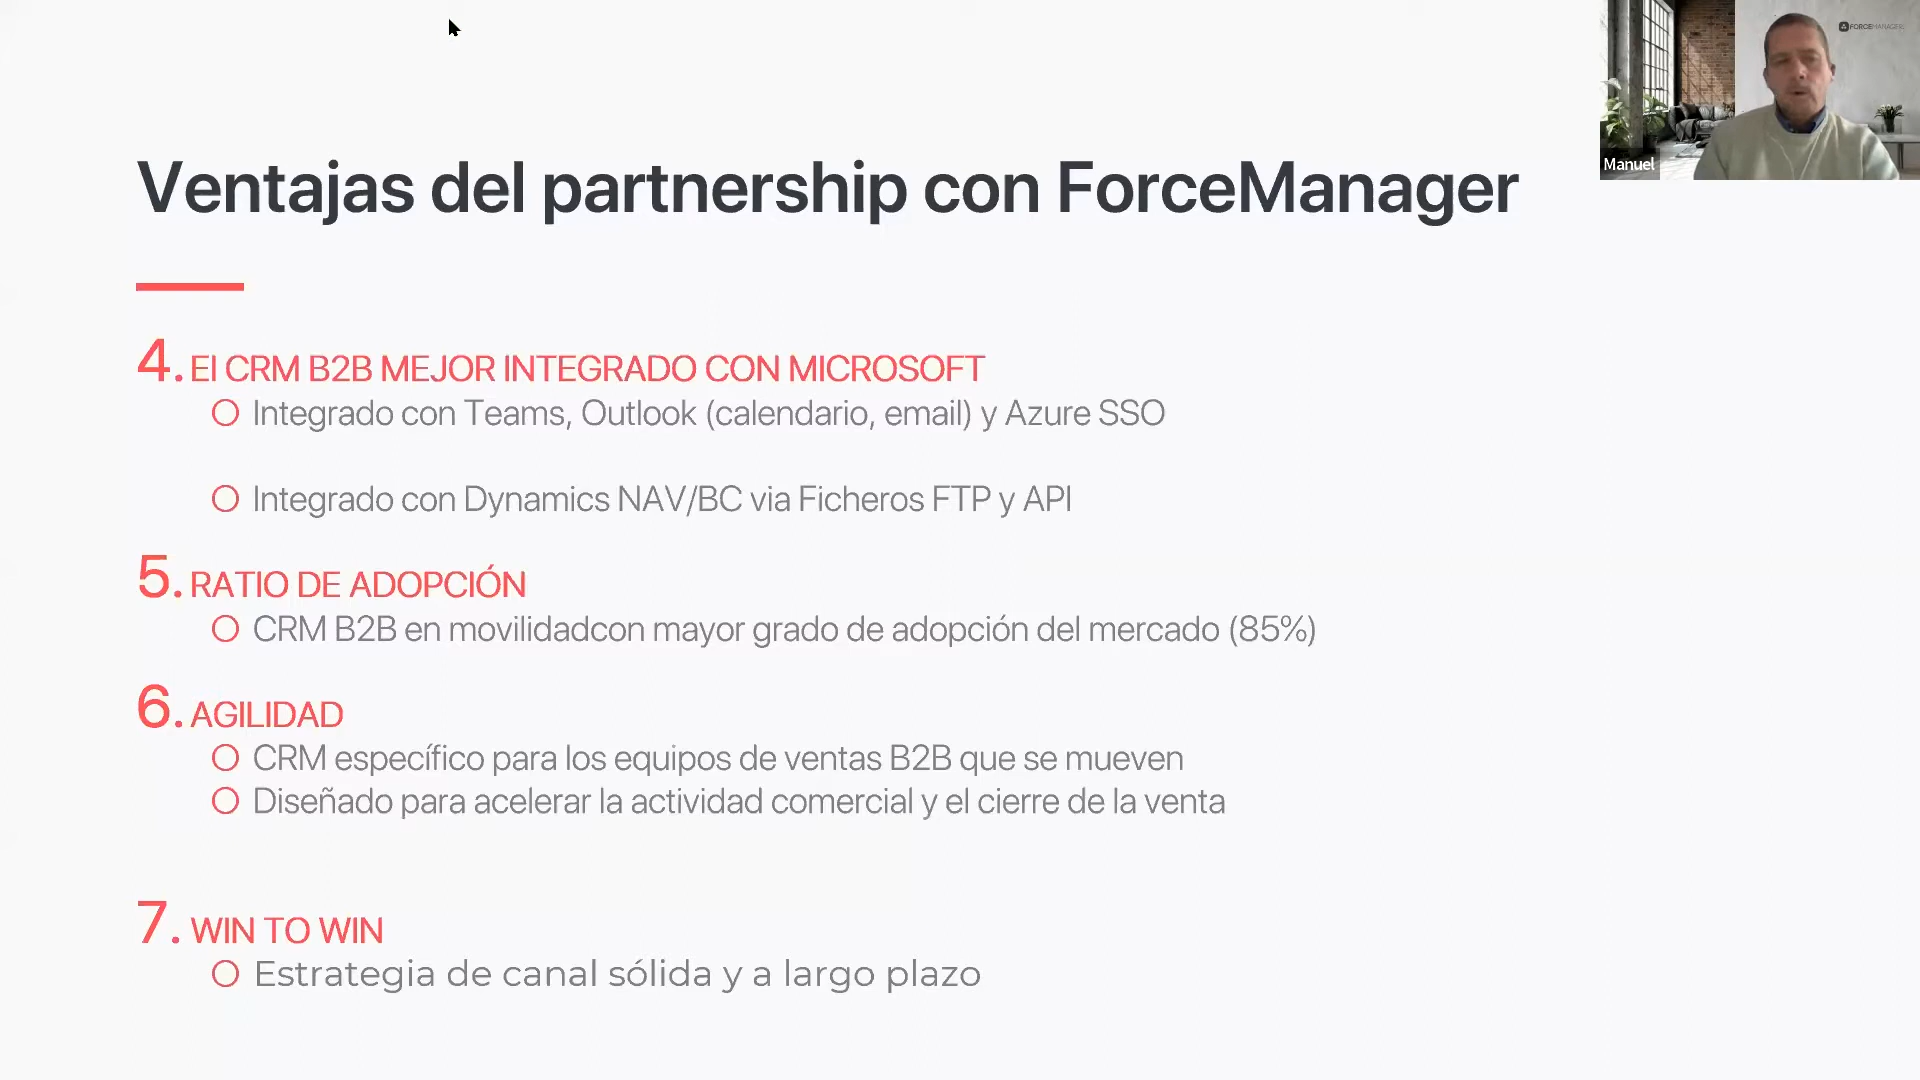 FORCEMANAGER
Manuel
Ventajas del partnership con ForceManager
4. El CRM B2B MEJOR INTEGRADO CON MICROSOFT
Integrado con Teams, Outlook (calendario, email) y Azure SSO
Integrado con Dynamics NAV/BC via Ficheros FTP y API
5. RATIO DE ADOPCIÓN
CRM B2B en movilidadcon mayor grado de adopción del mercado (85%)
6. AGILIDAD
CRM específico para los equipos de ventas B2B que se mueven
Diseñado para acelerar la actividad comercial y el cierre de la venta
7. WIN TO WIN
Estrategia de canal sólida y a largo plazo